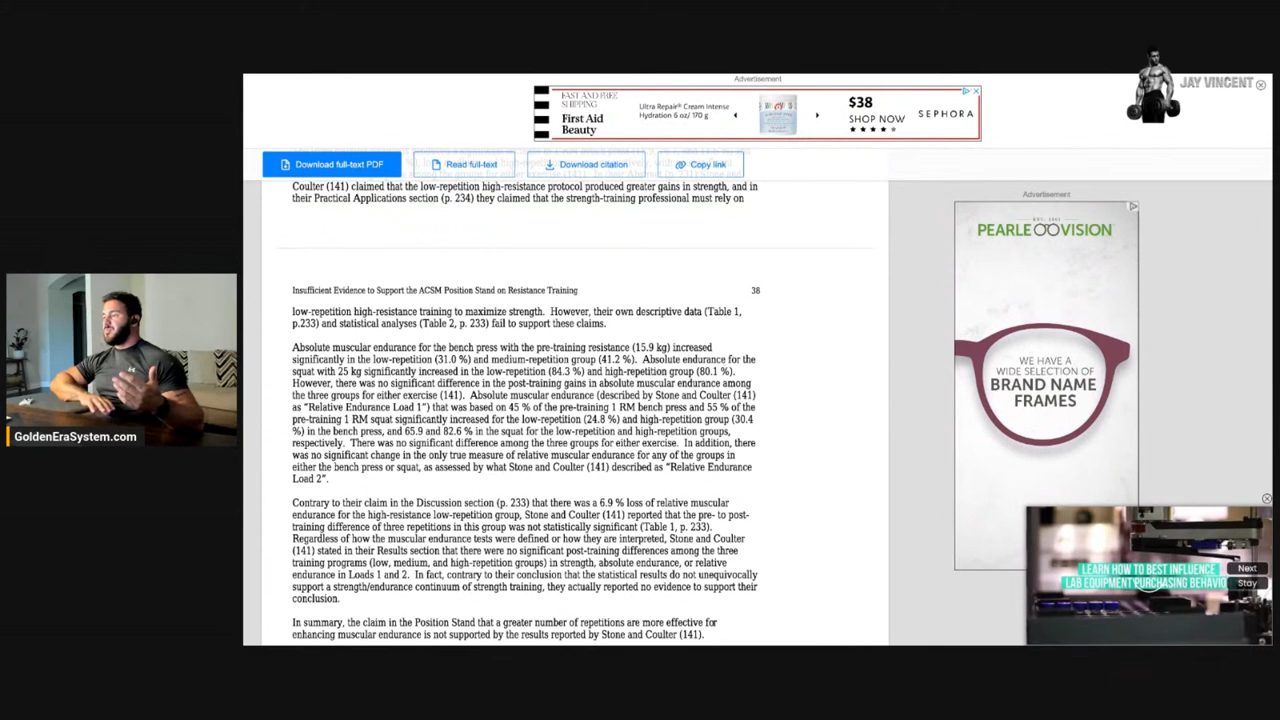 Advertisement
JAY VINCENT
FAST AND FREE
SHIPPING
First Aid
Beauty
Ultra Repair® Cream Intense
Hydration 6 oz/ 170 g
$38
SHOP NOW
SEPHORA
Download full-text PDF
Read full-text
Download citation
Copy link
Coulter (141) claimed that the low-repetition high-resistance protocol produced greater gains in strength, and in
their Practical Applications section (p. 234) they claimed that the strength-training professional must rely on
Insufficient Evidence to Support the ACSM Position Stand on Resistance Training
38
low-repetition high-resistance training to maximize strength. However, their own descriptive data (Table 1,
p.233) and statistical analyses (Table 2, p. 233) fail to support these claims.
Absolute muscular endurance for the bench press with the pre-training resistance (15.9 kg) increased
significantly in the low-repetition (31.0 %) and medium-repetition group (41.2 %). Absolute endurance for the
squat with 25 kg significantly increased in the low-repetition (84.3 %) and high-repetition group (80.1 %).
However, there was no significant difference in the post-training gains in absolute muscular endurance among
the three groups for either exercise (141). Absolute muscular endurance (described by Stone and Coulter (141)
as "Relative Endurance Load 1") that was based on 45 % of the pre-training 1 RM bench press and 55 % of the
pre-training 1 RM squat significantly increased for the low-repetition (24.8 %) and high-repetition group (30.4
%) in the bench press, and 65.9 and 82.6 % in the squat for the low-repetition and high-repetition groups,
respectively. There was no significant difference among the three groups for either exercise. In addition, there
was no significant change in the only true measure of relative muscular endurance for any of the groups in
either the bench press or squat, as assessed by what Stone and Coulter (141) described as "Relative Endurance
Load 2".
Contrary to their claim in the Discussion section (p. 233) that there was a 6.9 % loss of relative muscular
endurance for the high-resistance low-repetition group, Stone and Coulter (141) reported that the pre- to post-
training difference of three repetitions in this group was not statistically significant (Table 1, p. 233).
Regardless of how the muscular endurance tests were defined or how they are interpreted, Stone and Coulter
(141) stated in their Results section that there were no significant post-training differences among the three
training programs (low, medium, and high-repetition groups) in strength, absolute endurance, or relative
endurance in Loads 1 and 2. In fact, contrary to their conclusion that the statistical results do not unequivocally
support a strength/endurance continuum of strength training, they actually reported no evidence to support their
conclusion.
In summary, the claim in the Position Stand that a greater number of repetitions are more effective for
enhancing muscular endurance is not supported by the results reported by Stone and Coulter (141).
Advertisement
EST. 1961
PEARLE VISION
WE HAVE A
WIDE SELECTION OF
BRAND NAME
FRAMES
LEARN HOW TO BEST INFLUENCE
LAB EQUIPMENT PURCHASING BEHAVIO
Next
Stay
GoldenEraSystem.com